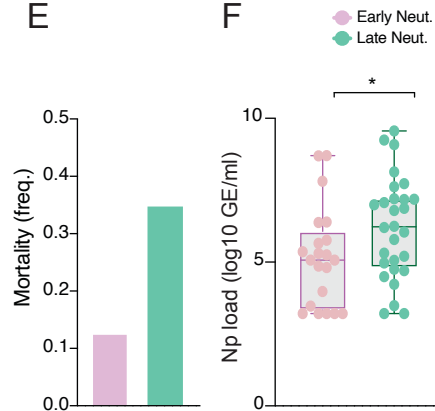 E
Mortality (freq.)
0.5
0.4
0.3
0.2
0.1
0.0
F
Early Neut.
Late Neut.
*
Np load (log10 GE/ml)
10
5
0